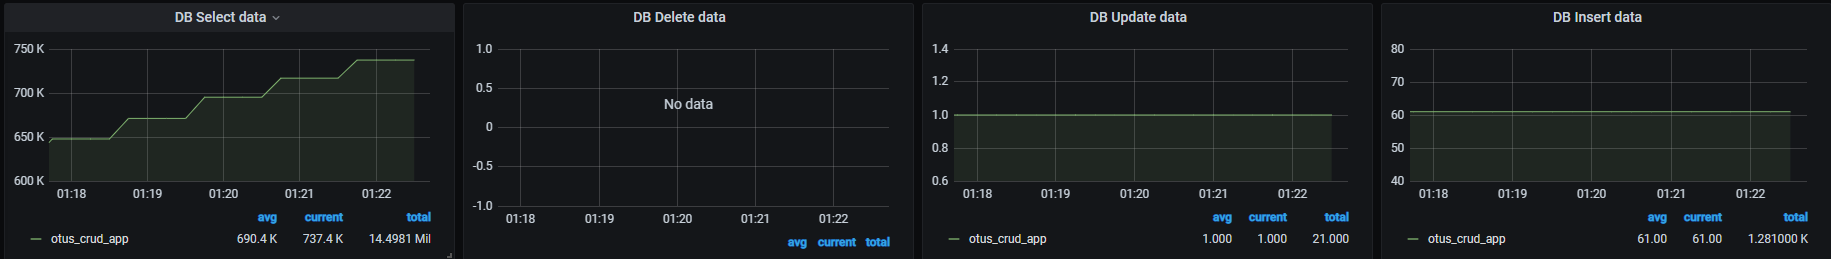 DB Select data
750 K
700 K
650 K
600 K
01:18 01:19 01:20 01:21 01:22
avg current total
otus_crud_app 690.4 K 737.4 K 14.4981 Mil
DB Delete data
1.0
0.5
0
-0.5
-1.0
No data
01:18 01:19 01:20 01:21 01:22
avg current total
DB Update data
1.4
1.2
1.0
0.8
0.6
01:18 01:19 01:20 01:21 01:22
avg current total
otus_crud_app 1.000 1.000 21.000
DB Insert data
80
70
60
50
40
01:18 01:19 01:20 01:21 01:22
avg current total
otus_crud_app 61.00 61.00 1.281000 K